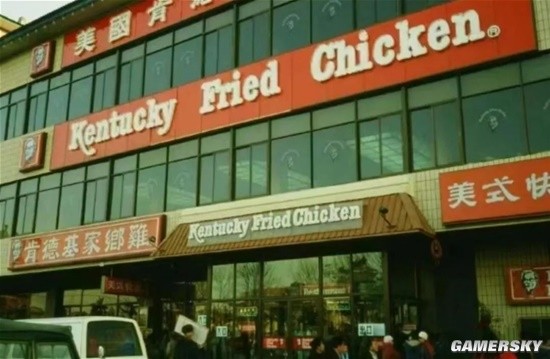 美國肯
Kentucky Fried Chicken®
美式快
Kentucky Fried Chicken
肯德基家鄉雞
GAMERSKY